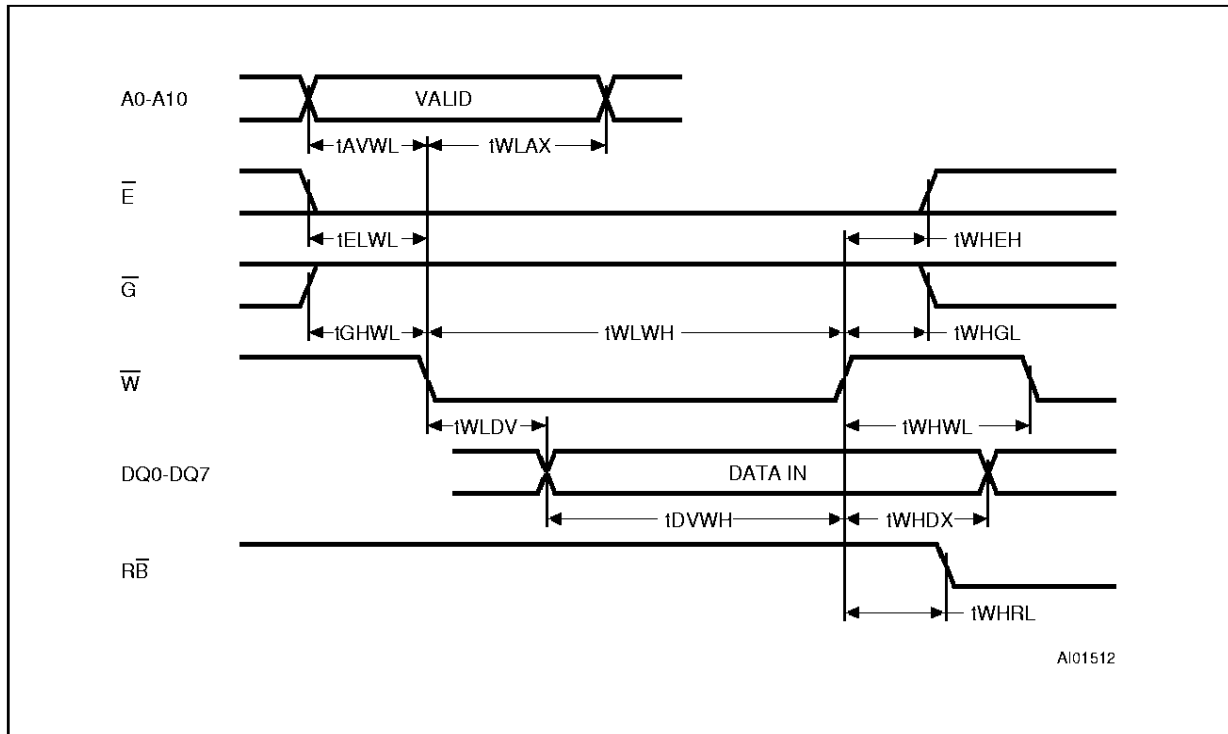 A0-A10
VALID
tAVWL
tWLAX
E̅
tELWL
tWHEH
G̅
tGHWL
tWLWH
tWHGL
W̅
tWLDV
tWHWL
DQ0-DQ7
DATA IN
tDVWH
tWHDX
RB̅
tWHRL
AI01512